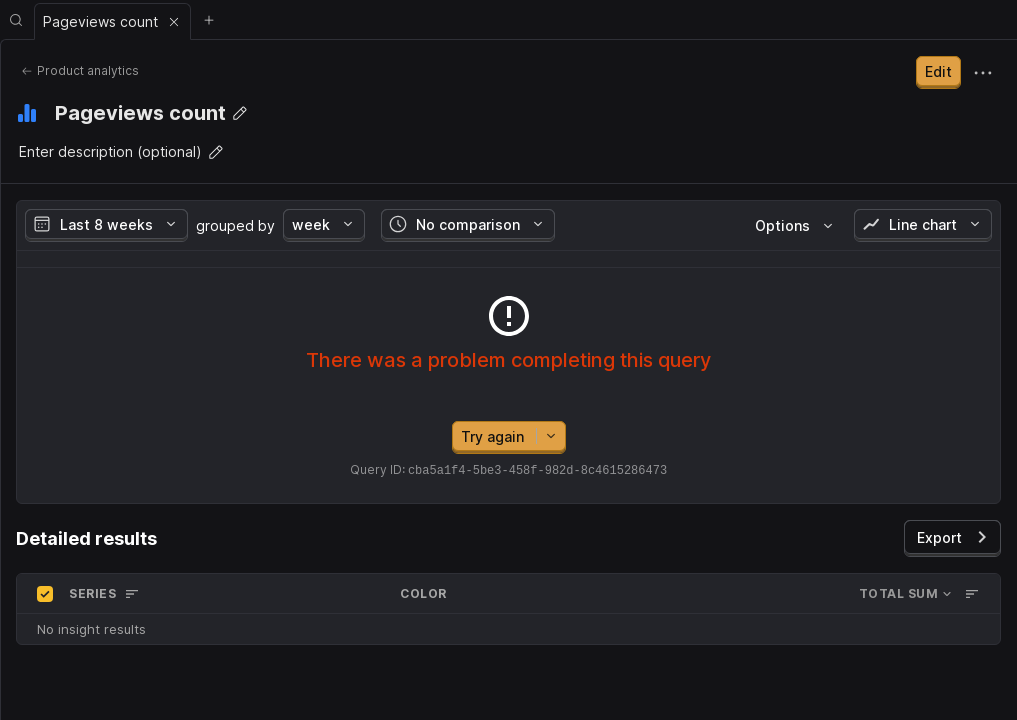 Pageviews count
Product analytics
Edit
Pageviews count
Enter description (optional)
Last 8 weeks grouped by week No comparison Options Line chart
There was a problem completing this query
Try again
Query ID: cba5a1f4-5be3-458f-982d-8c4615286473
Detailed results
Export
SERIES COLOR TOTAL SUM
No insight results